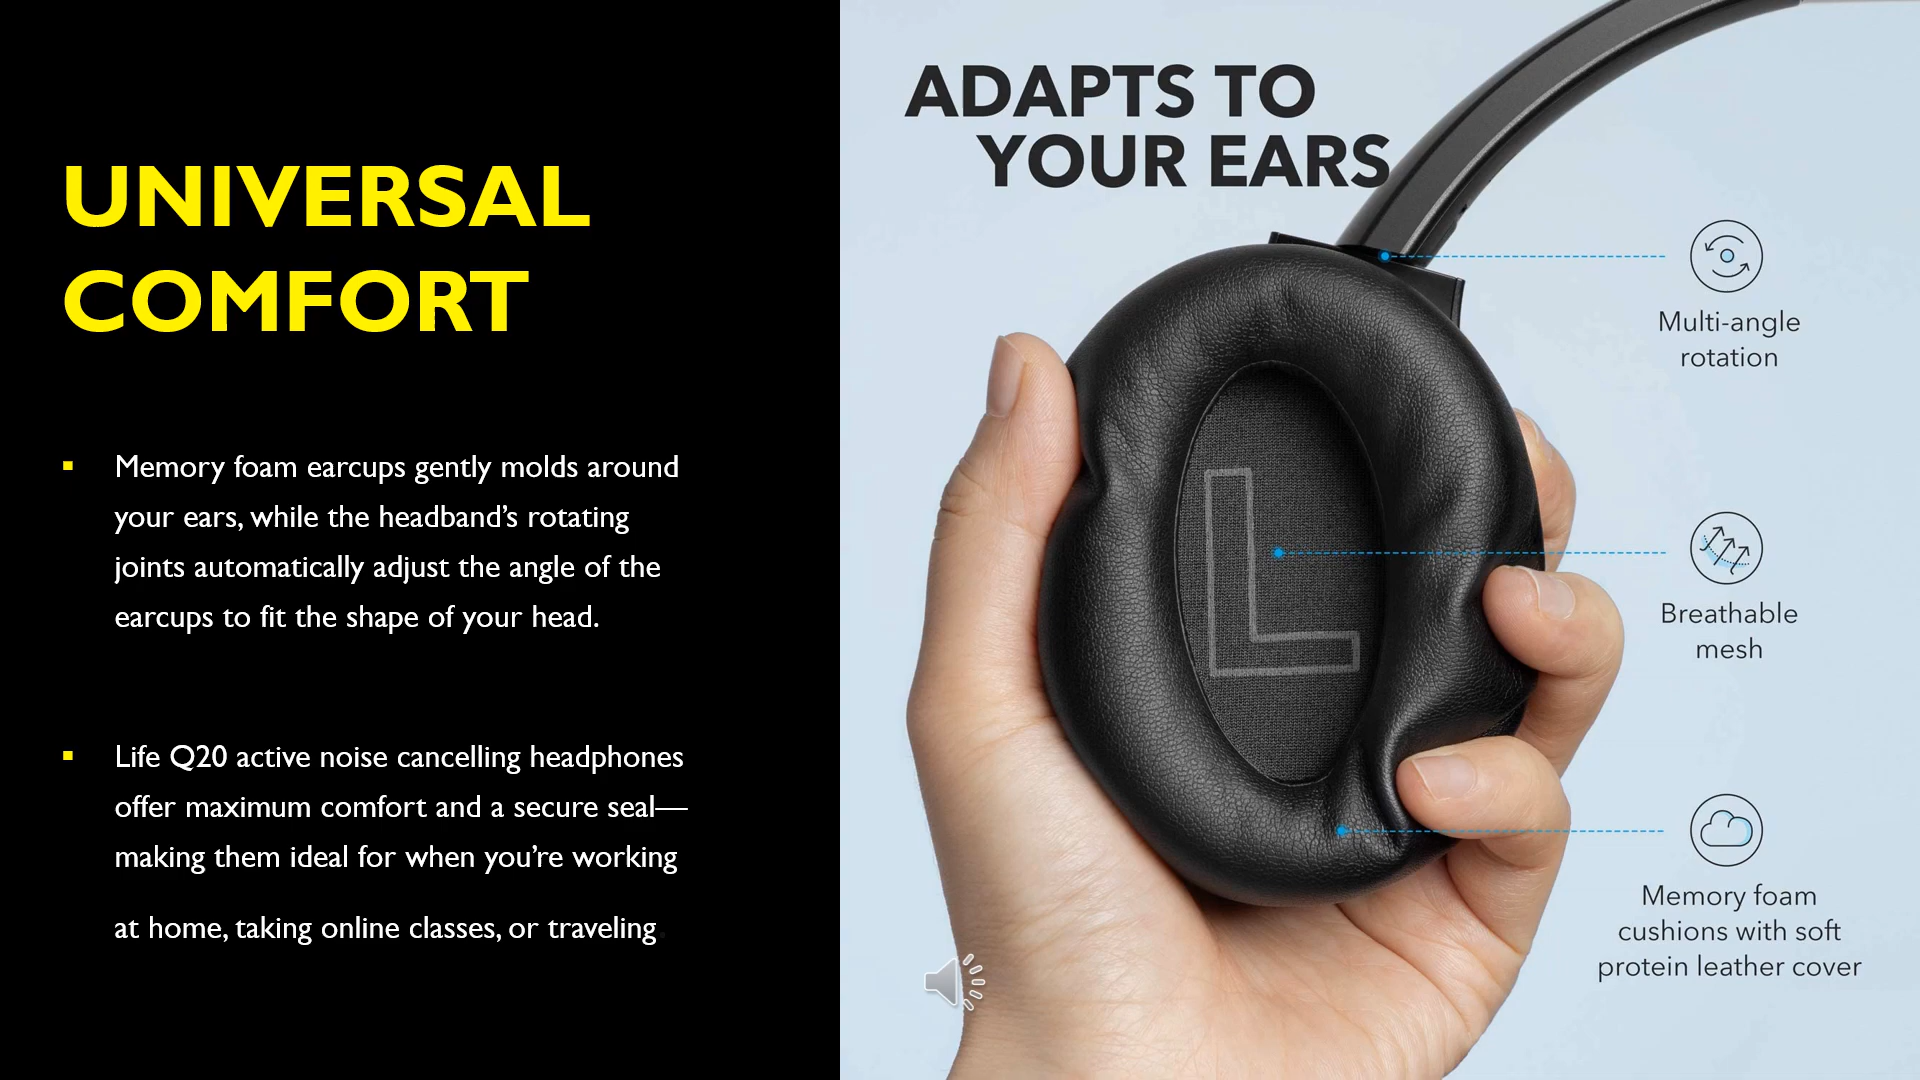 UNIVERSAL
COMFORT
▪ Memory foam earcups gently molds around
your ears, while the headband’s rotating
joints automatically adjust the angle of the
earcups to fit the shape of your head.
▪ Life Q20 active noise cancelling headphones
offer maximum comfort and a secure seal—
making them ideal for when you’re working
at home, taking online classes, or traveling.
ADAPTS TO
YOUR EARS
Multi-angle
rotation
L
Breathable
mesh
Memory foam
cushions with soft
protein leather cover